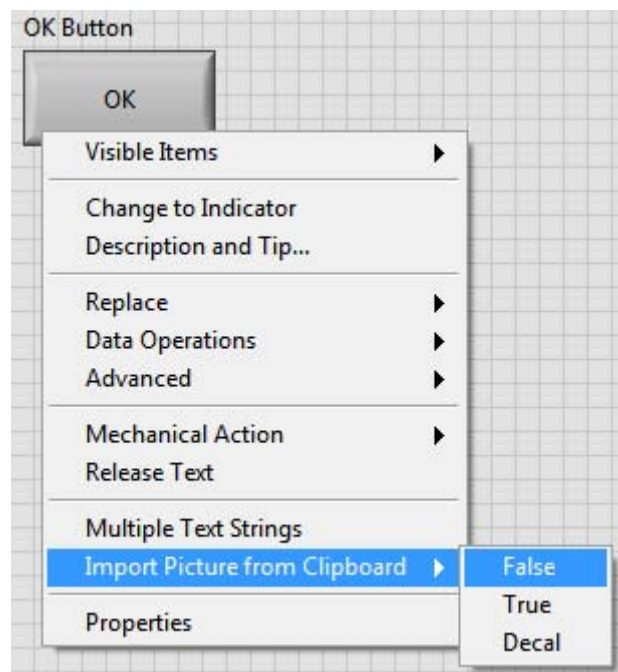 OK Button
OK
Visible Items
Change to Indicator
Description and Tip...
Replace
Data Operations
Advanced
Mechanical Action
Release Text
Multiple Text Strings
Import Picture from Clipboard
False
True
Decal
Properties